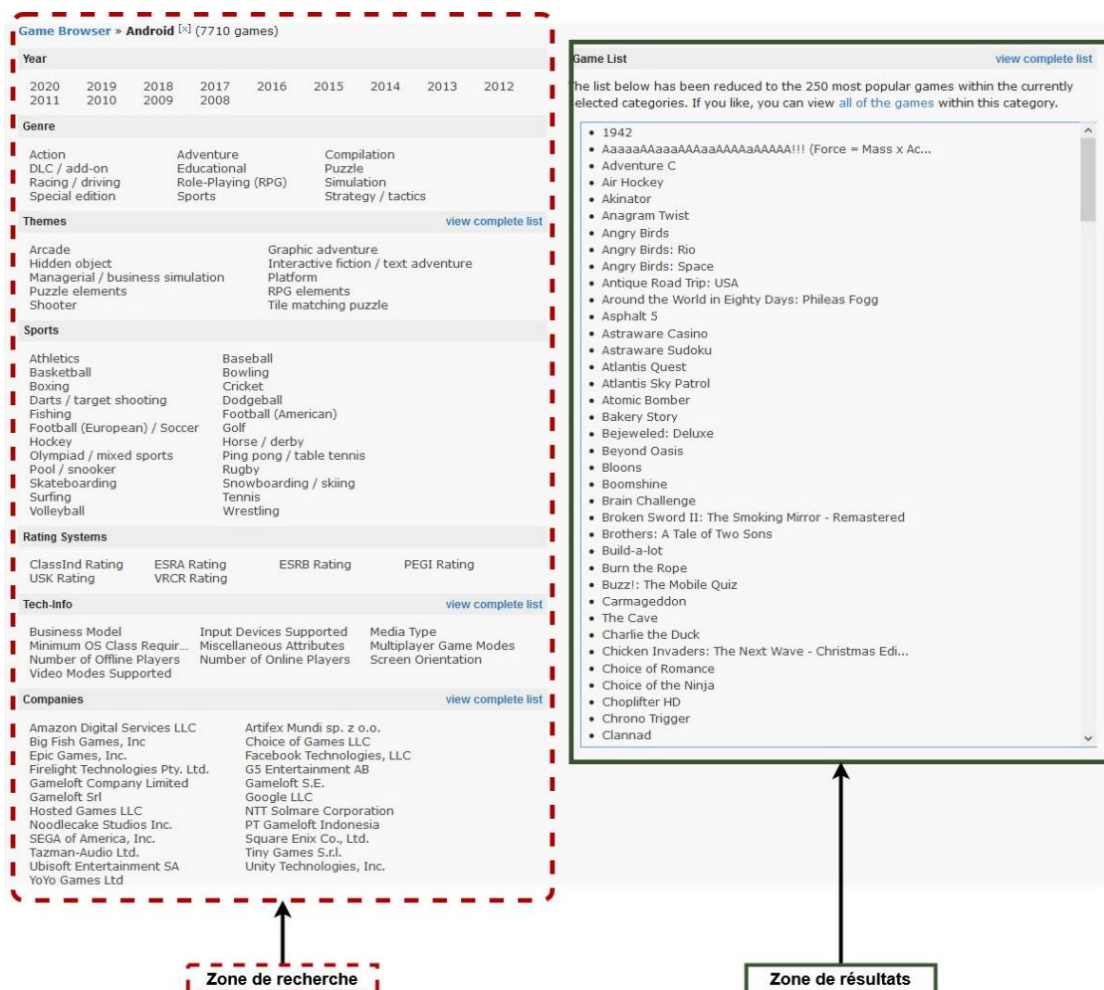 Game Browser » Android [x] (7710 games)
Year
2020 2019 2018 2017 2016 2015 2014 2013 2012
2011 2010 2009 2008
Genre
Action Adventure Compilation
DLC / add-on Educational Puzzle
Racing / driving Role-Playing (RPG) Simulation
Special edition Sports Strategy / tactics
Themes view complete list
Arcade Graphic adventure
Hidden object Interactive fiction / text adventure
Managerial / business simulation Platform
Puzzle elements RPG elements
Shooter Tile matching puzzle
Sports
Athletics Baseball
Basketball Bowling
Boxing Cricket
Darts / target shooting Dodgeball
Fishing Football (American)
Football (European) / Soccer Golf
Hockey Horse / derby
Olympiad / mixed sports Ping pong / table tennis
Pool / snooker Rugby
Skateboarding Snowboarding / skiing
Surfing Tennis
Volleyball Wrestling
Rating Systems
ClassInd Rating ESRA Rating ESRB Rating PEGI Rating
USK Rating VRCR Rating
Tech-Info view complete list
Business Model Input Devices Supported Media Type
Minimum OS Class Requir... Miscellaneous Attributes Multiplayer Game Modes
Number of Offline Players Number of Online Players Screen Orientation
Video Modes Supported
Companies view complete list
Amazon Digital Services LLC Artifex Mundi sp. z o.o.
Big Fish Games, Inc Choice of Games LLC
Epic Games, Inc. Facebook Technologies, LLC
Firelight Technologies Pty. Ltd. G5 Entertainment AB
Gameloft Company Limited Gameloft S.E.
Gameloft Srl Google LLC
Hosted Games LLC NTT Solmare Corporation
Noodlecake Studios Inc. PT Gameloft Indonesia
SEGA of America, Inc. Square Enix Co., Ltd.
Tazman-Audio Ltd. Tiny Games S.r.l.
Ubisoft Entertainment SA Unity Technologies, Inc.
YoYo Games Ltd
Zone de recherche
Game List view complete list
The list below has been reduced to the 250 most popular games within the currently
selected categories. If you like, you can view all of the games within this category.
• 1942
• AaaaaAAaaaAAAaaAAAAaAAAAA!!! (Force = Mass x Ac...
• Adventure C
• Air Hockey
• Akinator
• Anagram Twist
• Angry Birds
• Angry Birds: Rio
• Angry Birds: Space
• Antique Road Trip: USA
• Around the World in Eighty Days: Phileas Fogg
• Asphalt 5
• Astraware Casino
• Astraware Sudoku
• Atlantis Quest
• Atlantis Sky Patrol
• Atomic Bomber
• Bakery Story
• Bejeweled: Deluxe
• Beyond Oasis
• Bloons
• Boomshine
• Brain Challenge
• Broken Sword II: The Smoking Mirror - Remastered
• Brothers: A Tale of Two Sons
• Build-a-lot
• Burn the Rope
• Buzz!: The Mobile Quiz
• Carmageddon
• The Cave
• Charlie the Duck
• Chicken Invaders: The Next Wave - Christmas Edi...
• Choice of Romance
• Choice of the Ninja
• Choplifter HD
• Chrono Trigger
• Clannad
Zone de résultats